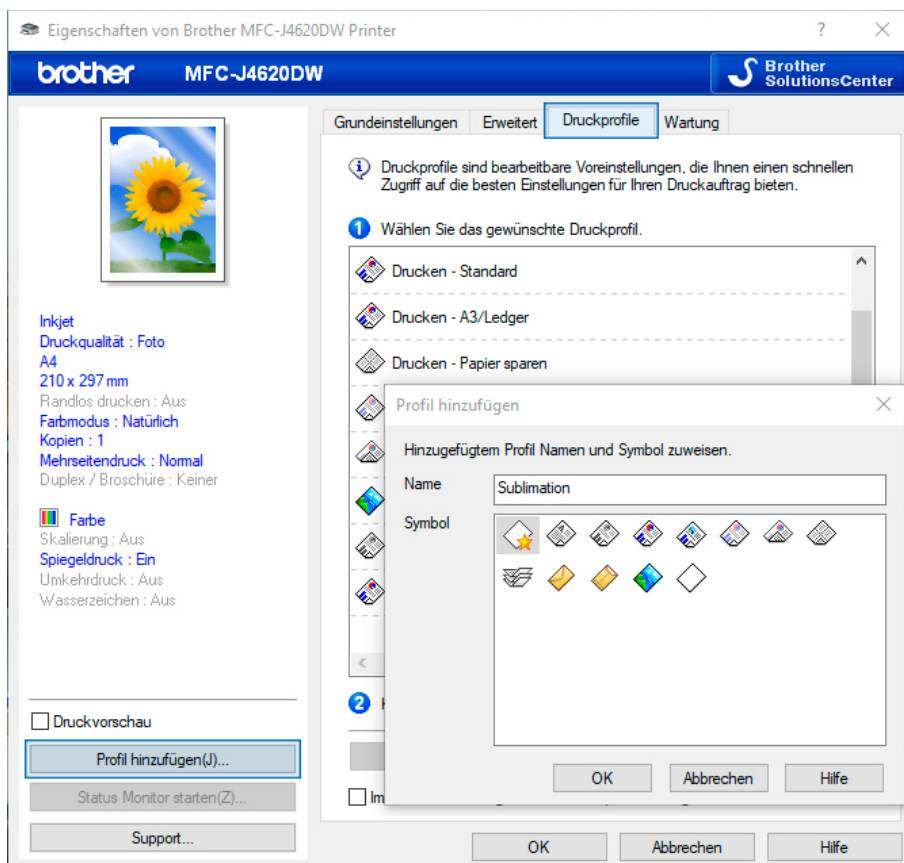 Eigenschaften von Brother MFC-J4620DW Printer
brother MFC-J4620DW
Brother
SolutionsCenter
Grundeinstellungen Erweitert Druckprofile Wartung
Druckprofile sind bearbeitbare Voreinstellungen, die Ihnen einen schnellen
Zugriff auf die besten Einstellungen für Ihren Druckauftrag bieten.
1 Wählen Sie das gewünschte Druckprofil.
Drucken - Standard
Drucken - A3/Ledger
Drucken - Papier sparen
Inkjet
Druckqualität : Foto
A4
210 x 297 mm
Randlos drucken : Aus
Farbmodus : Natürlich
Kopien : 1
Mehrseitendruck : Normal
Duplex / Broschüre : Keiner
Farbe
Skalierung : Aus
Spiegeldruck : Ein
Umkehrdruck : Aus
Wasserzeichen : Aus
Druckvorschau
Profil hinzufügen(J)...
Status Monitor starten(Z)...
Support...
2
Profil hinzufügen
Hinzugefügtem Profil Namen und Symbol zuweisen.
Name Sublimation
Symbol
OK Abbrechen Hilfe
OK Abbrechen Hilfe